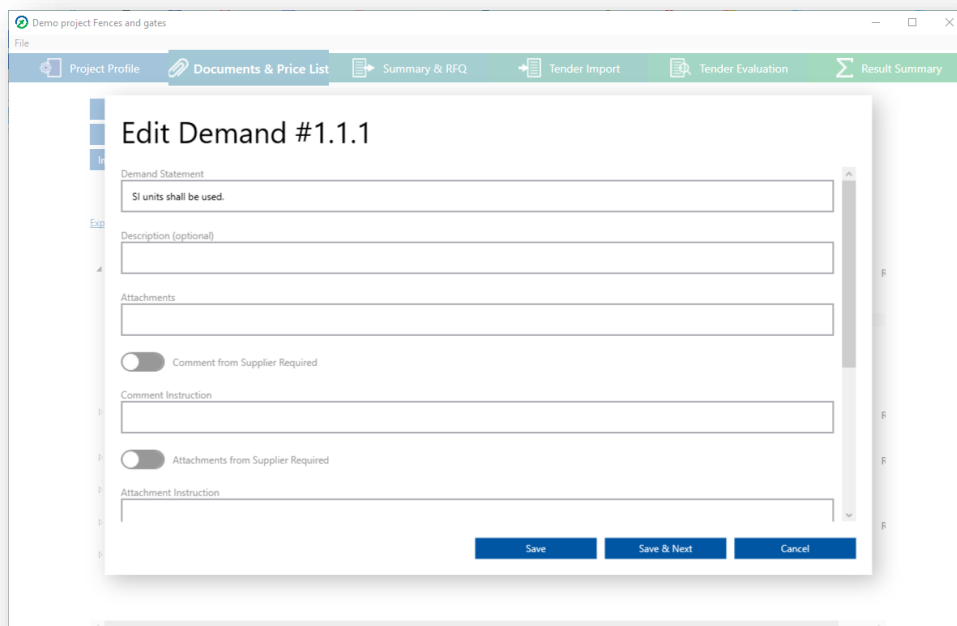 Demo project Fences and gates
File
Project Profile
Documents & Price List
Summary & RFQ
Tender Import
Tender Evaluation
Result Summary
Edit Demand #1.1.1
Demand Statement
SI units shall be used.
Description (optional)
Attachments
Comment from Supplier Required
Comment Instruction
Attachments from Supplier Required
Attachment Instruction
Save
Save & Next
Cancel